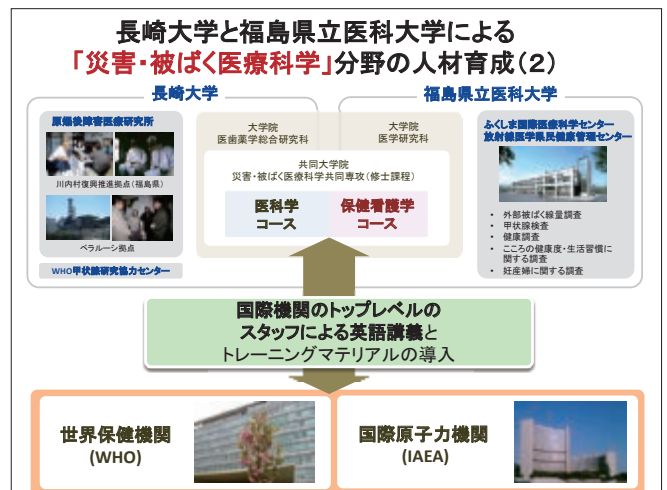 長崎大学と福島県立医科大学による
「災害・被ばく医療科学」分野の人材育成(2)
長崎大学
福島県立医科大学
原爆後障害医療研究所
川内村復興推進拠点(福島県)
ベラルーシ拠点
WHO甲状腺研究協力センター
大学院
医歯薬学総合研究科
大学院
医学研究科
共同大学院
災害・被ばく医療科学共同専攻(修士課程)
医科学
コース
保健看護学
コース
ふくしま国際医療科学センター
放射線医学県民健康管理センター
• 外部被ばく線量調査
• 甲状腺検査
• 健康調査
• こころの健康度・生活習慣に
関する調査
• 妊産婦に関する調査
国際機関のトップレベルの
スタッフによる英語講義と
トレーニングマテリアルの導入
世界保健機関
(WHO)
国際原子力機関
(IAEA)